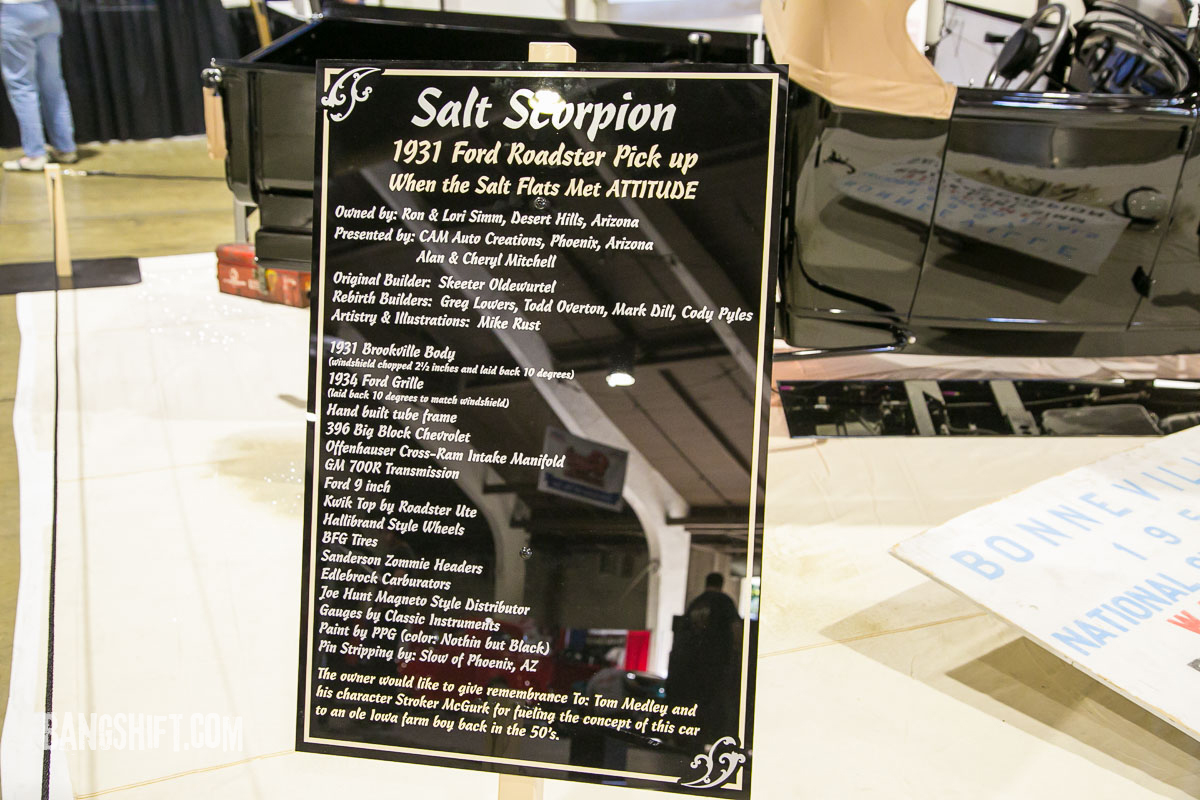 Salt Scorpion
1931 Ford Roadster Pick up
When the Salt Flats Met ATTITUDE
Owned by: Ron & Lori Simm, Desert Hills, Arizona
Presented by: CAM Auto Creations, Phoenix, Arizona
Alan & Cheryl Mitchell
Original Builder: Skeeter Oldewurtel
Rebirth Builders: Greg Lowers, Todd Overton, Mark Dill, Cody Pyles
Artistry & Illustrations: Mike Rust
1931 Brookville Body
(windshield chopped 2½ inches and laid back 10 degrees)
1934 Ford Grille
(laid back 10 degrees to match windshield)
Hand built tube frame
396 Big Block Chevrolet
Offenhauser Cross-Ram Intake Manifold
GM 700R Transmission
Ford 9 inch
Kwik Top by Roadster Ute
Hallibrand Style Wheels
BFG Tires
Sanderson Zommie Headers
Edlebrock Carburators
Joe Hunt Magneto Style Distributor
Gauges by Classic Instruments
Paint by PPG (color: Nothin but Black)
Pin Stripping by: Slow of Phoenix, AZ
The owner would like to give remembrance To: Tom Medley and
his character Stroker McGurk for fueling the concept of this car
to an ole Iowa farm boy back in the 50's.
BONNEVIL
195
NATIONAL
BANGSHIFT.COM